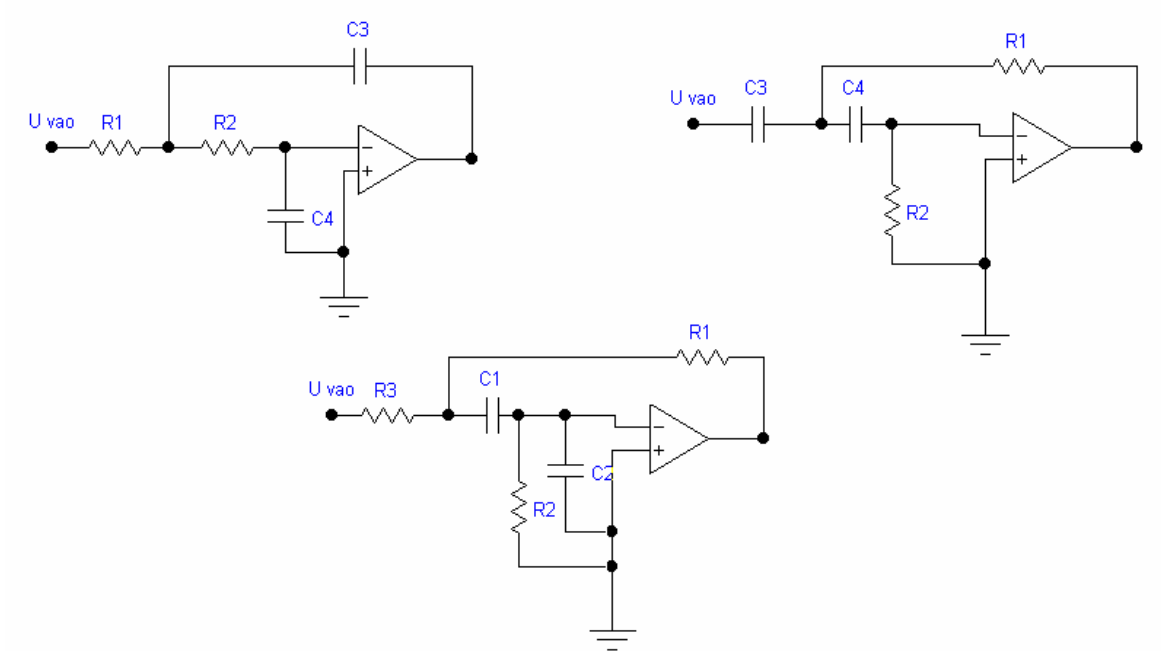 C3
U vao R1 R2
C4
R1
U vao C3 C4
R2
R1
U vao R3 C1
C2
R2